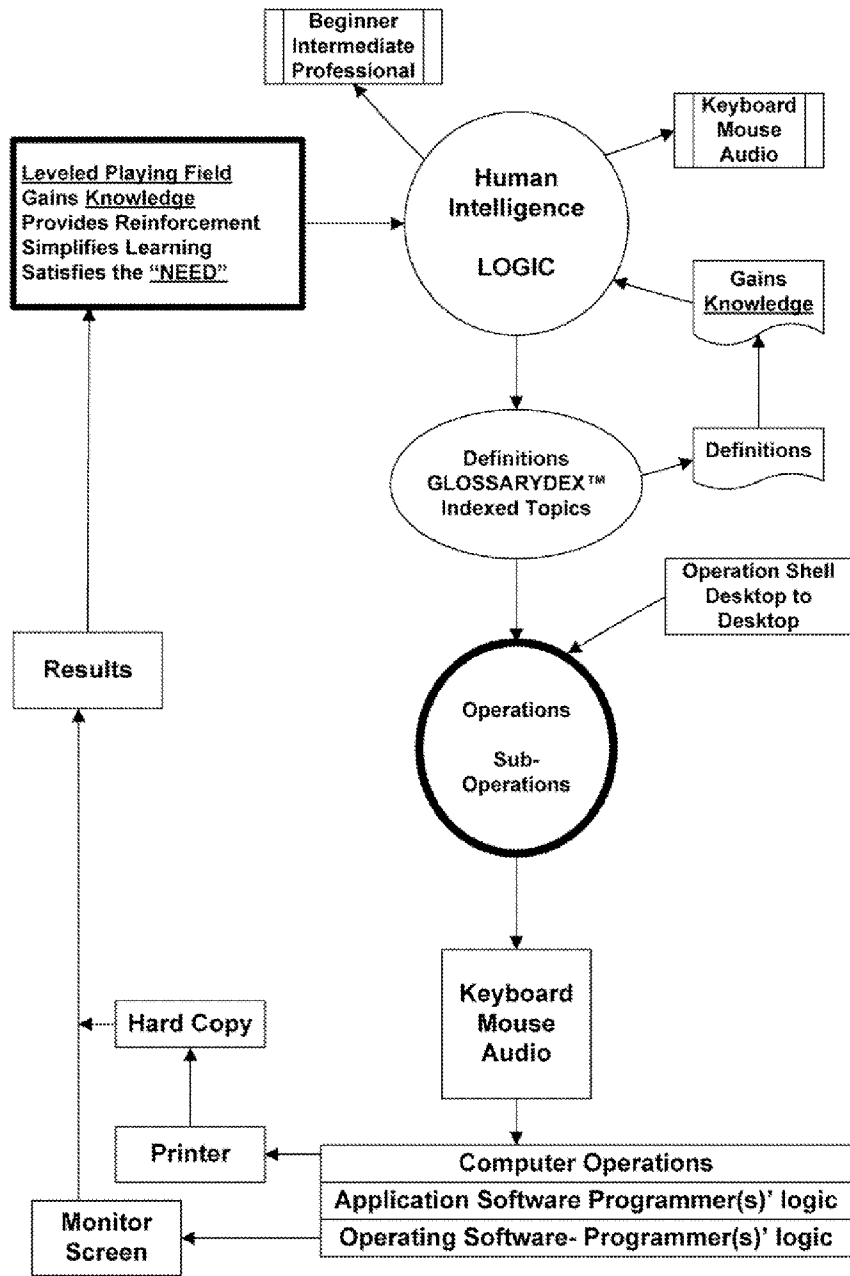 Beginner
Intermediate
Professional
Keyboard
Mouse
Audio
Leveled Playing Field
Gains Knowledge
Provides Reinforcement
Simplifies Learning
Satisfies the “NEED”
Human
Intelligence
LOGIC
Gains
Knowledge
Definitions
GLOSSARYDEX™
Indexed Topics
Definitions
Operation Shell
Desktop to
Desktop
Results
Operations
Sub-
Operations
Keyboard
Mouse
Audio
Hard Copy
Printer
Computer Operations
Application Software Programmer(s)’ logic
Operating Software- Programmer(s)’ logic
Monitor
Screen